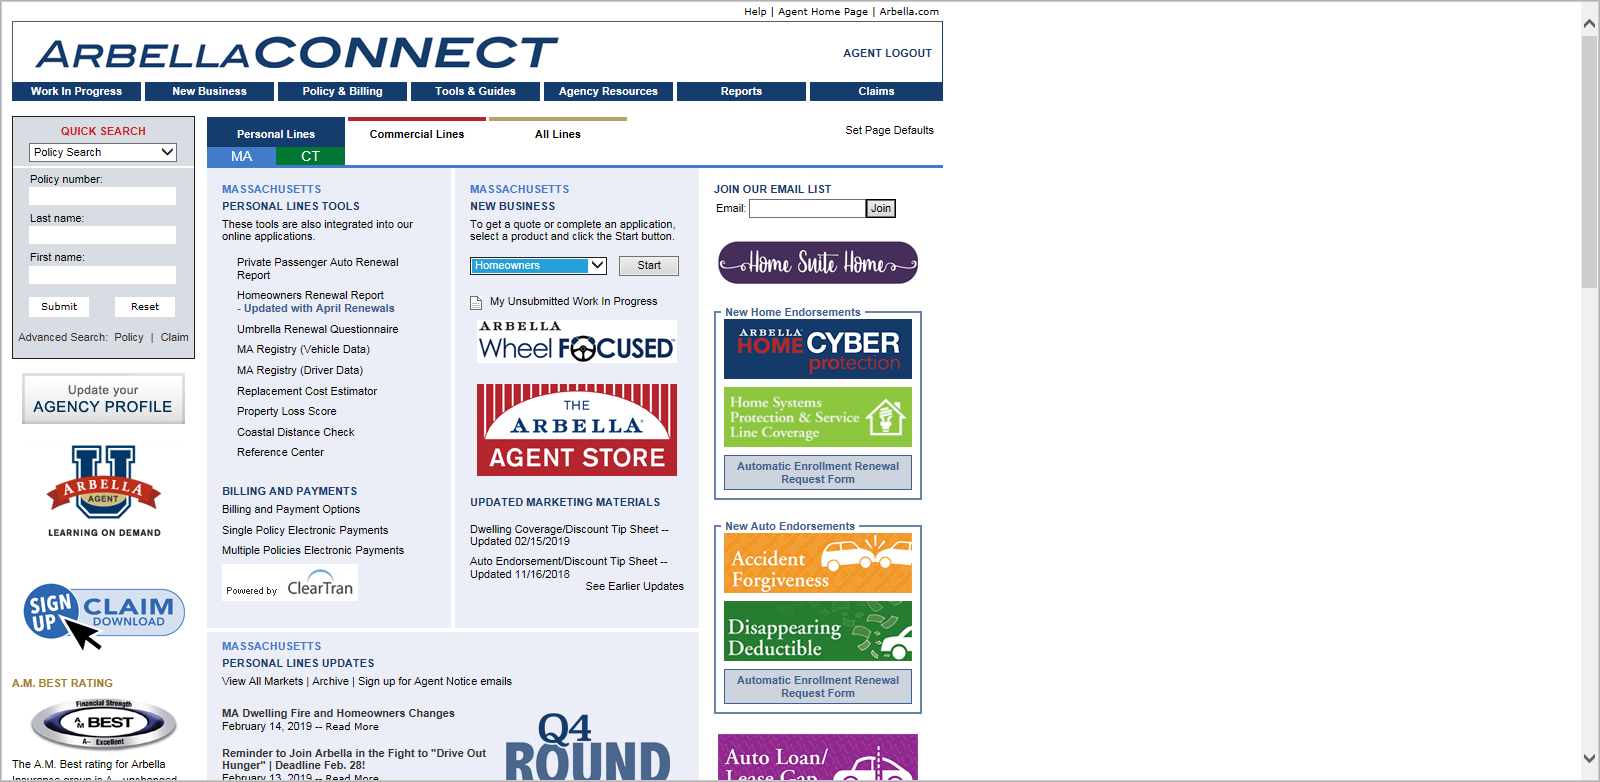 Help | Agent Home Page | Arbella.com
ARBELLACONNECT
AGENT LOGOUT
Work In Progress
New Business
Policy & Billing
Tools & Guides
Agency Resources
Reports
Claims
QUICK SEARCH
Policy Search
Policy number:
Last name:
First name:
Submit
Reset
Advanced Search: Policy | Claim
Update your
AGENCY PROFILE
U
ARBELLA
AGENT
LEARNING ON DEMAND
SIGN UP
CLAIM
DOWNLOAD
A.M. BEST RATING
Financial Strength
AM BEST
A- Excellent
The A.M. Best rating for Arbella
Insurance group is A- unchanged
Personal Lines
Commercial Lines
All Lines
Set Page Defaults
MA
CT
MASSACHUSETTS
PERSONAL LINES TOOLS
These tools are also integrated into our
online applications.
Private Passenger Auto Renewal
Report
Homeowners Renewal Report
- Updated with April Renewals
Umbrella Renewal Questionnaire
MA Registry (Vehicle Data)
MA Registry (Driver Data)
Replacement Cost Estimator
Property Loss Score
Coastal Distance Check
Reference Center
BILLING AND PAYMENTS
Billing and Payment Options
Single Policy Electronic Payments
Multiple Policies Electronic Payments
Powered by ClearTran
MASSACHUSETTS
NEW BUSINESS
To get a quote or complete an application,
select a product and click the Start button.
Homeowners
Start
My Unsubmitted Work In Progress
ARBELLA
Wheel FOCUSED
THE
ARBELLA
AGENT STORE
UPDATED MARKETING MATERIALS
Dwelling Coverage/Discount Tip Sheet --
Updated 02/15/2019
Auto Endorsement/Discount Tip Sheet --
Updated 11/16/2018
See Earlier Updates
MASSACHUSETTS
PERSONAL LINES UPDATES
View All Markets | Archive | Sign up for Agent Notice emails
MA Dwelling Fire and Homeowners Changes
February 14, 2019 -- Read More
Reminder to Join Arbella in the Fight to "Drive Out
Hunger" | Deadline Feb. 28!
February 13, 2019 -- Read More
Q4
ROUND
JOIN OUR EMAIL LIST
Email:
Join
Home Suite Home
New Home Endorsements
ARBELLA
HOME CYBER
protection
Home Systems
Protection & Service
Line Coverage
Automatic Enrollment Renewal
Request Form
New Auto Endorsements
Accident
Forgiveness
Disappearing
Deductible
Automatic Enrollment Renewal
Request Form
Auto Loan/
Lease Gap